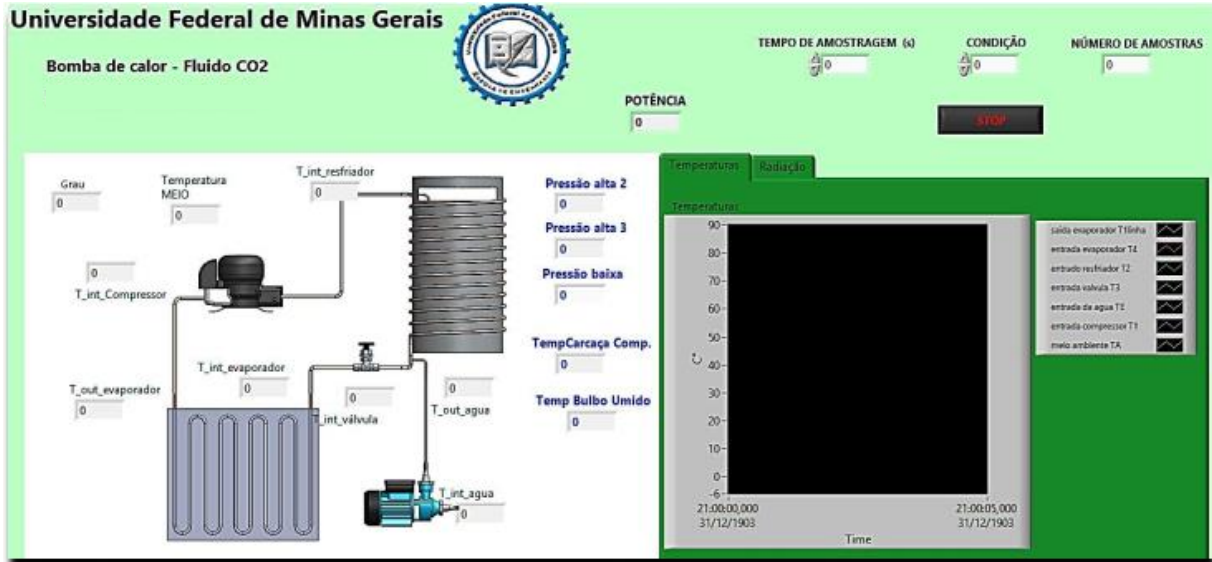 Universidade Federal de Minas Gerais
Bomba de calor - Fluido CO2
TEMPO DE AMOSTRAGEM (s)
0
CONDIÇÃO
0
NÚMERO DE AMOSTRAS
0
POTÊNCIA
0
STOP
Grau
0
Temperatura
MEIO
0
T_int_resfriador
0
0
T_int_Compressor
T_out_evaporador
0
T_int_evaporador
0
0
T_int_válvula
0
T_out_agua
T_int_agua
0
Pressão alta 2
0
Pressão alta 3
0
Pressão baixa
0
TempCarcaça Comp.
0
Temp Bulbo Umido
0
Temperaturas
Radiação
Temperaturas
90
80
70
60
50
40
30
20
10
0
-6
C°
21:00:00,000
31/12/1903
21:00:05,000
31/12/1903
Time
saída evaporador T1linha
entrada evaporador T4
entrado resfriador T2
entrada valvula T3
entrada da agua TE
entrada compressor T1
meio ambiente TA